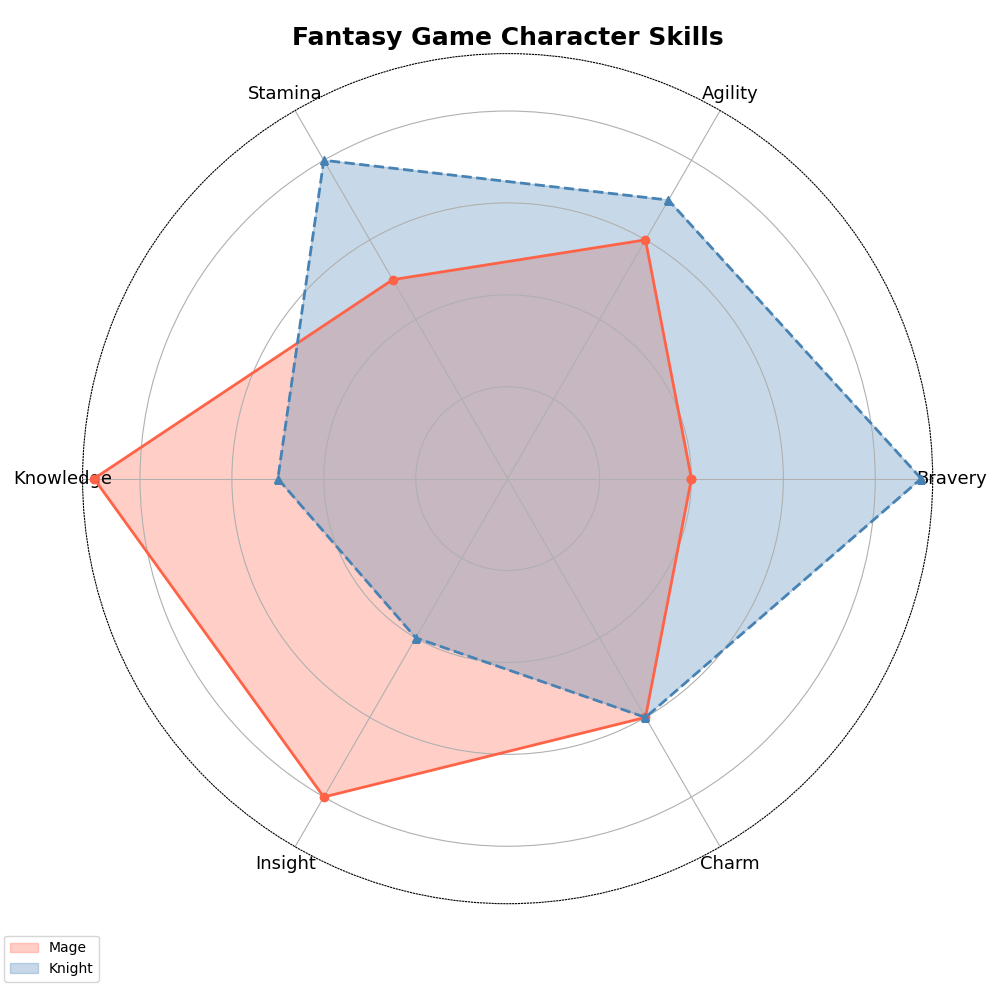 Fantasy Game Character Skills
Stamina
Agility
Knowledge
Bravery
Insight
Charm
Mage
Knight